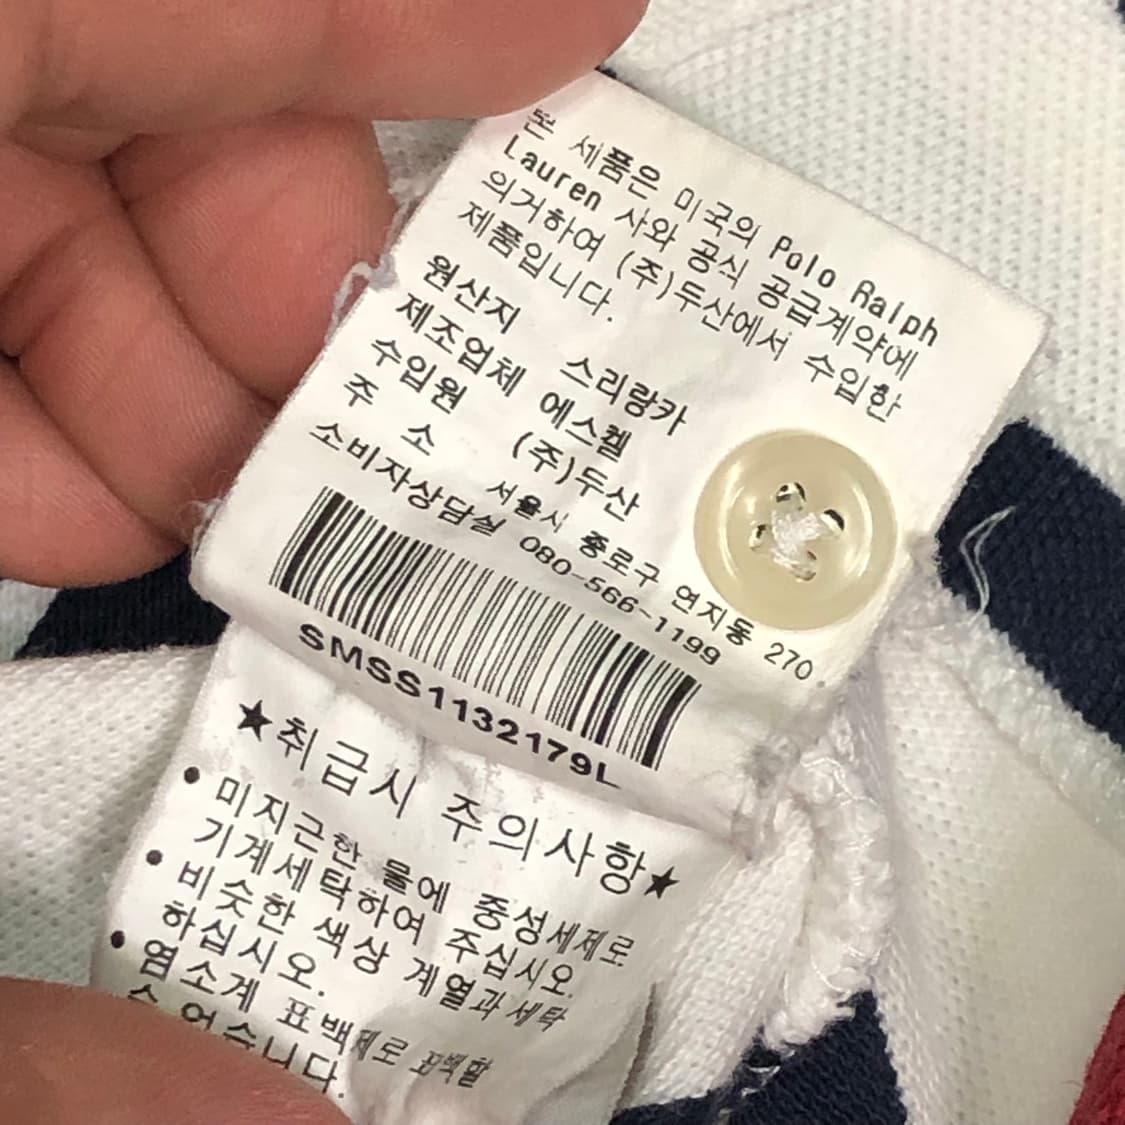 본 제품은 미국의 Polo Ralph
Lauren 사와 공식 공급계약에
의거하여 (주)두산에서 수입한
제품입니다.
원산지 스리랑카
제조업체 에스켈
수입원 (주)두산
주 소 서울시 종로구 연지동 270.
소비자상담실 080-566-1199
SMSS1132179L
★취급시 주의사항★
• 미지근한 물에 중성세제로
기계세탁하여 주십시오.
• 비슷한 색상 계열과 세탁
하십시오.
• 염소계 표백제로 표백할
수 없습니다.